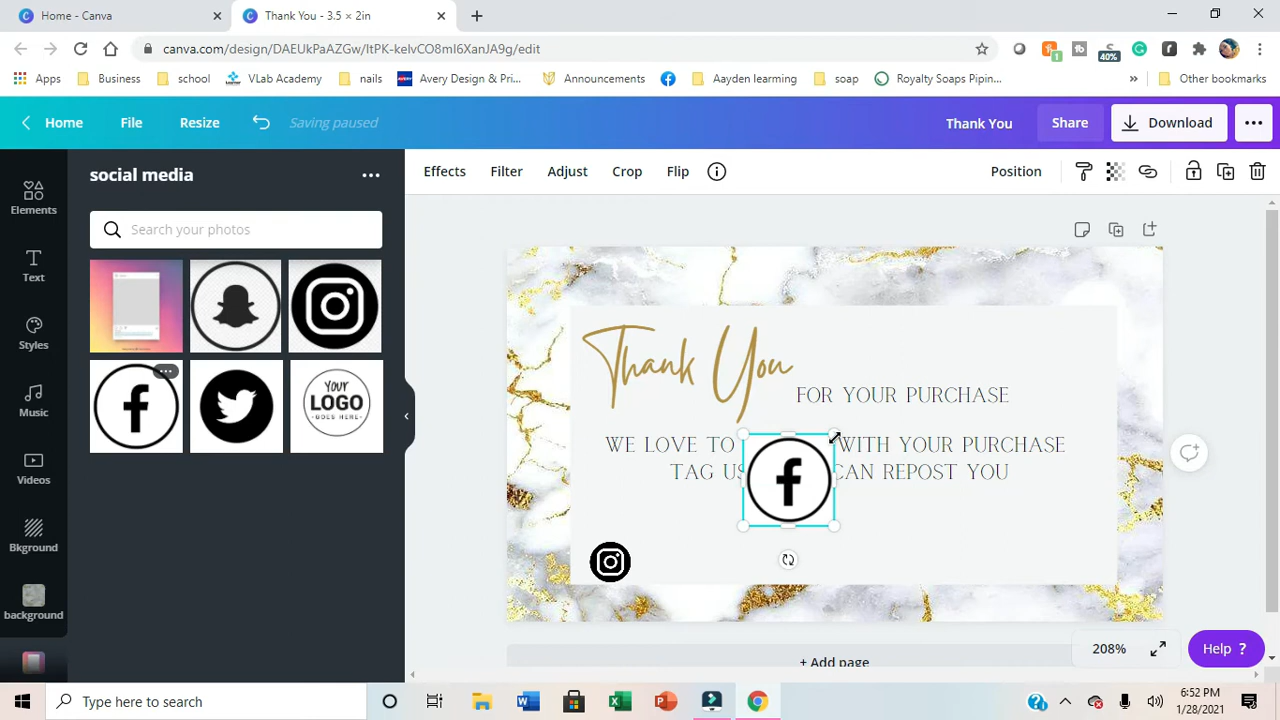 Home - Canva
Thank You - 3.5 × 2in
canva.com/design/DAEUkPaAZGw/ItPK-kelvCO8mI6XanJA9g/edit
1
40%
Apps
Business
school
VLab Academy
nails
Avery Design & Pri...
Announcements
Aayden learning
soap
Royalty Soaps Pipin...
Other bookmarks
Home
File
Resize
Saving paused
Thank You
Share
Download
social media
Effects
Filter
Adjust
Crop
Flip
Position
Search your photos
Elements
Text
Styles
Music
Videos
Bkground
background
YOUR
LOGO
GOES HERE
Thank You
FOR YOUR PURCHASE
WE LOVE TO WITH YOUR PURCHASE
TAG US CAN REPOST YOU
+ Add page
208%
Help ?
Type here to search
6:52 PM
1/28/2021